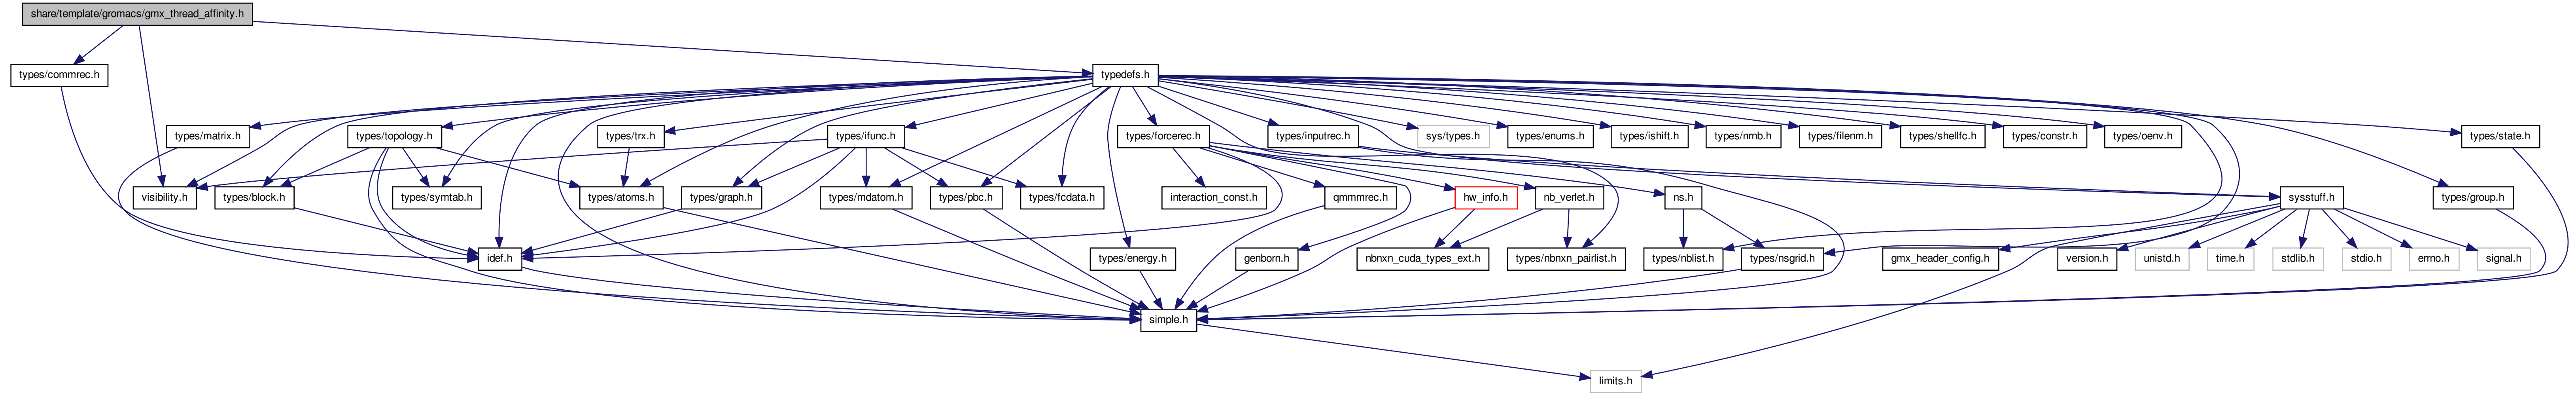 share/template/gromacs/gmx_thread_affinity.h
types/commrec.h
typedefs.h
types/matrix.h
types/topology.h
types/trx.h
types/ifunc.h
types/forcerec.h
types/inputrec.h
sys/types.h
types/enums.h
types/ishift.h
types/nrnb.h
types/filenm.h
types/shellfc.h
types/constr.h
types/oenv.h
types/state.h
visibility.h
types/block.h
types/symtab.h
types/atoms.h
types/graph.h
types/mdatom.h
types/pbc.h
types/fcdata.h
interaction_const.h
qmmmrec.h
hw_info.h
nb_verlet.h
ns.h
sysstuff.h
types/group.h
idef.h
types/energy.h
genborn.h
nbnxn_cuda_types_ext.h
types/nbnxn_pairlist.h
types/nblist.h
types/nsgrid.h
gmx_header_config.h
version.h
unistd.h
time.h
stdlib.h
stdio.h
errno.h
signal.h
simple.h
limits.h